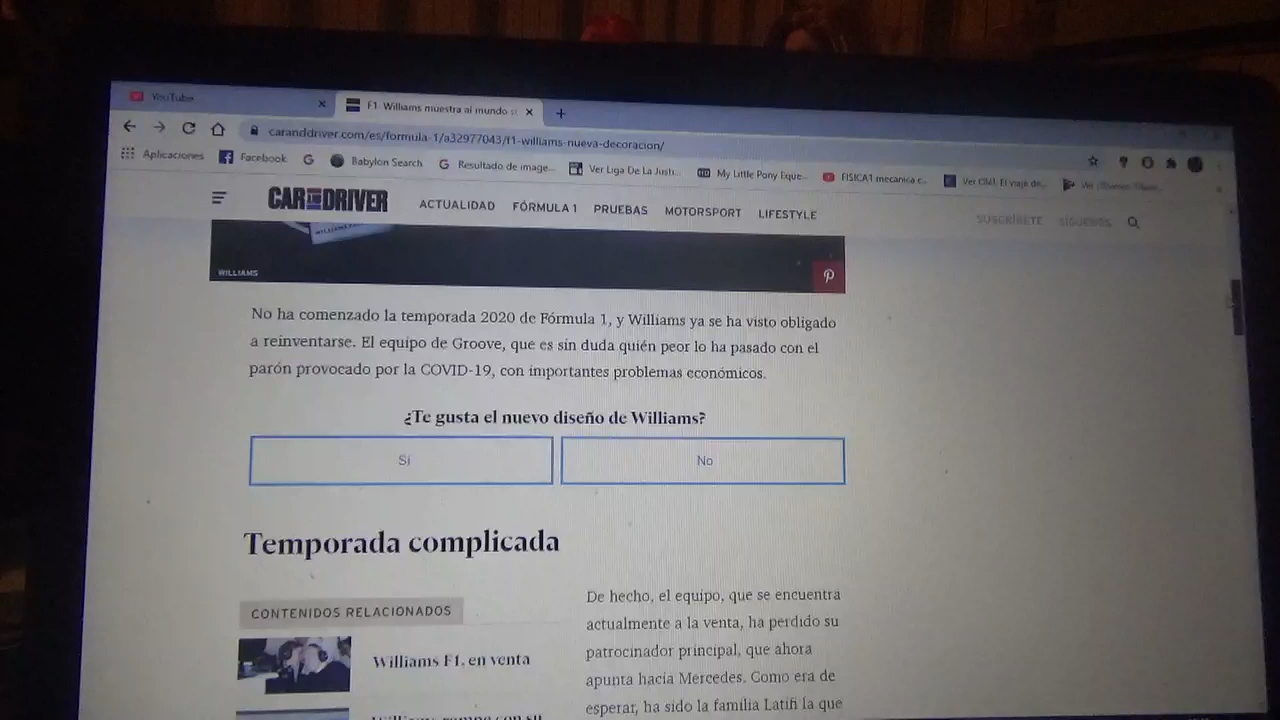 YouTube
F1 Williams muestra al mundo s
caranddriver.com/es/formula-1/a32977043/f1-williams-nueva-decoracion/
Aplicaciones Facebook Babylon Search Resultado de image... Ver Liga De La Justi... My Little Pony Eque... FISICA1 mecanica c...
CAR AND DRIVER ACTUALIDAD FÓRMULA 1 PRUEBAS MOTORSPORT LIFESTYLE SUSCRÍBETE SÍGUENOS
WILLIAMS
No ha comenzado la temporada 2020 de Fórmula 1, y Williams ya se ha visto obligado
a reinventarse. El equipo de Groove, que es sin duda quién peor lo ha pasado con el
parón provocado por la COVID-19, con importantes problemas económicos.
¿Te gusta el nuevo diseño de Williams?
Sí No
Temporada complicada
CONTENIDOS RELACIONADOS
Williams F1, en venta
De hecho, el equipo, que se encuentra
actualmente a la venta, ha perdido su
patrocinador principal, que ahora
apunta hacia Mercedes. Como era de
esperar, ha sido la familia Latifi la que